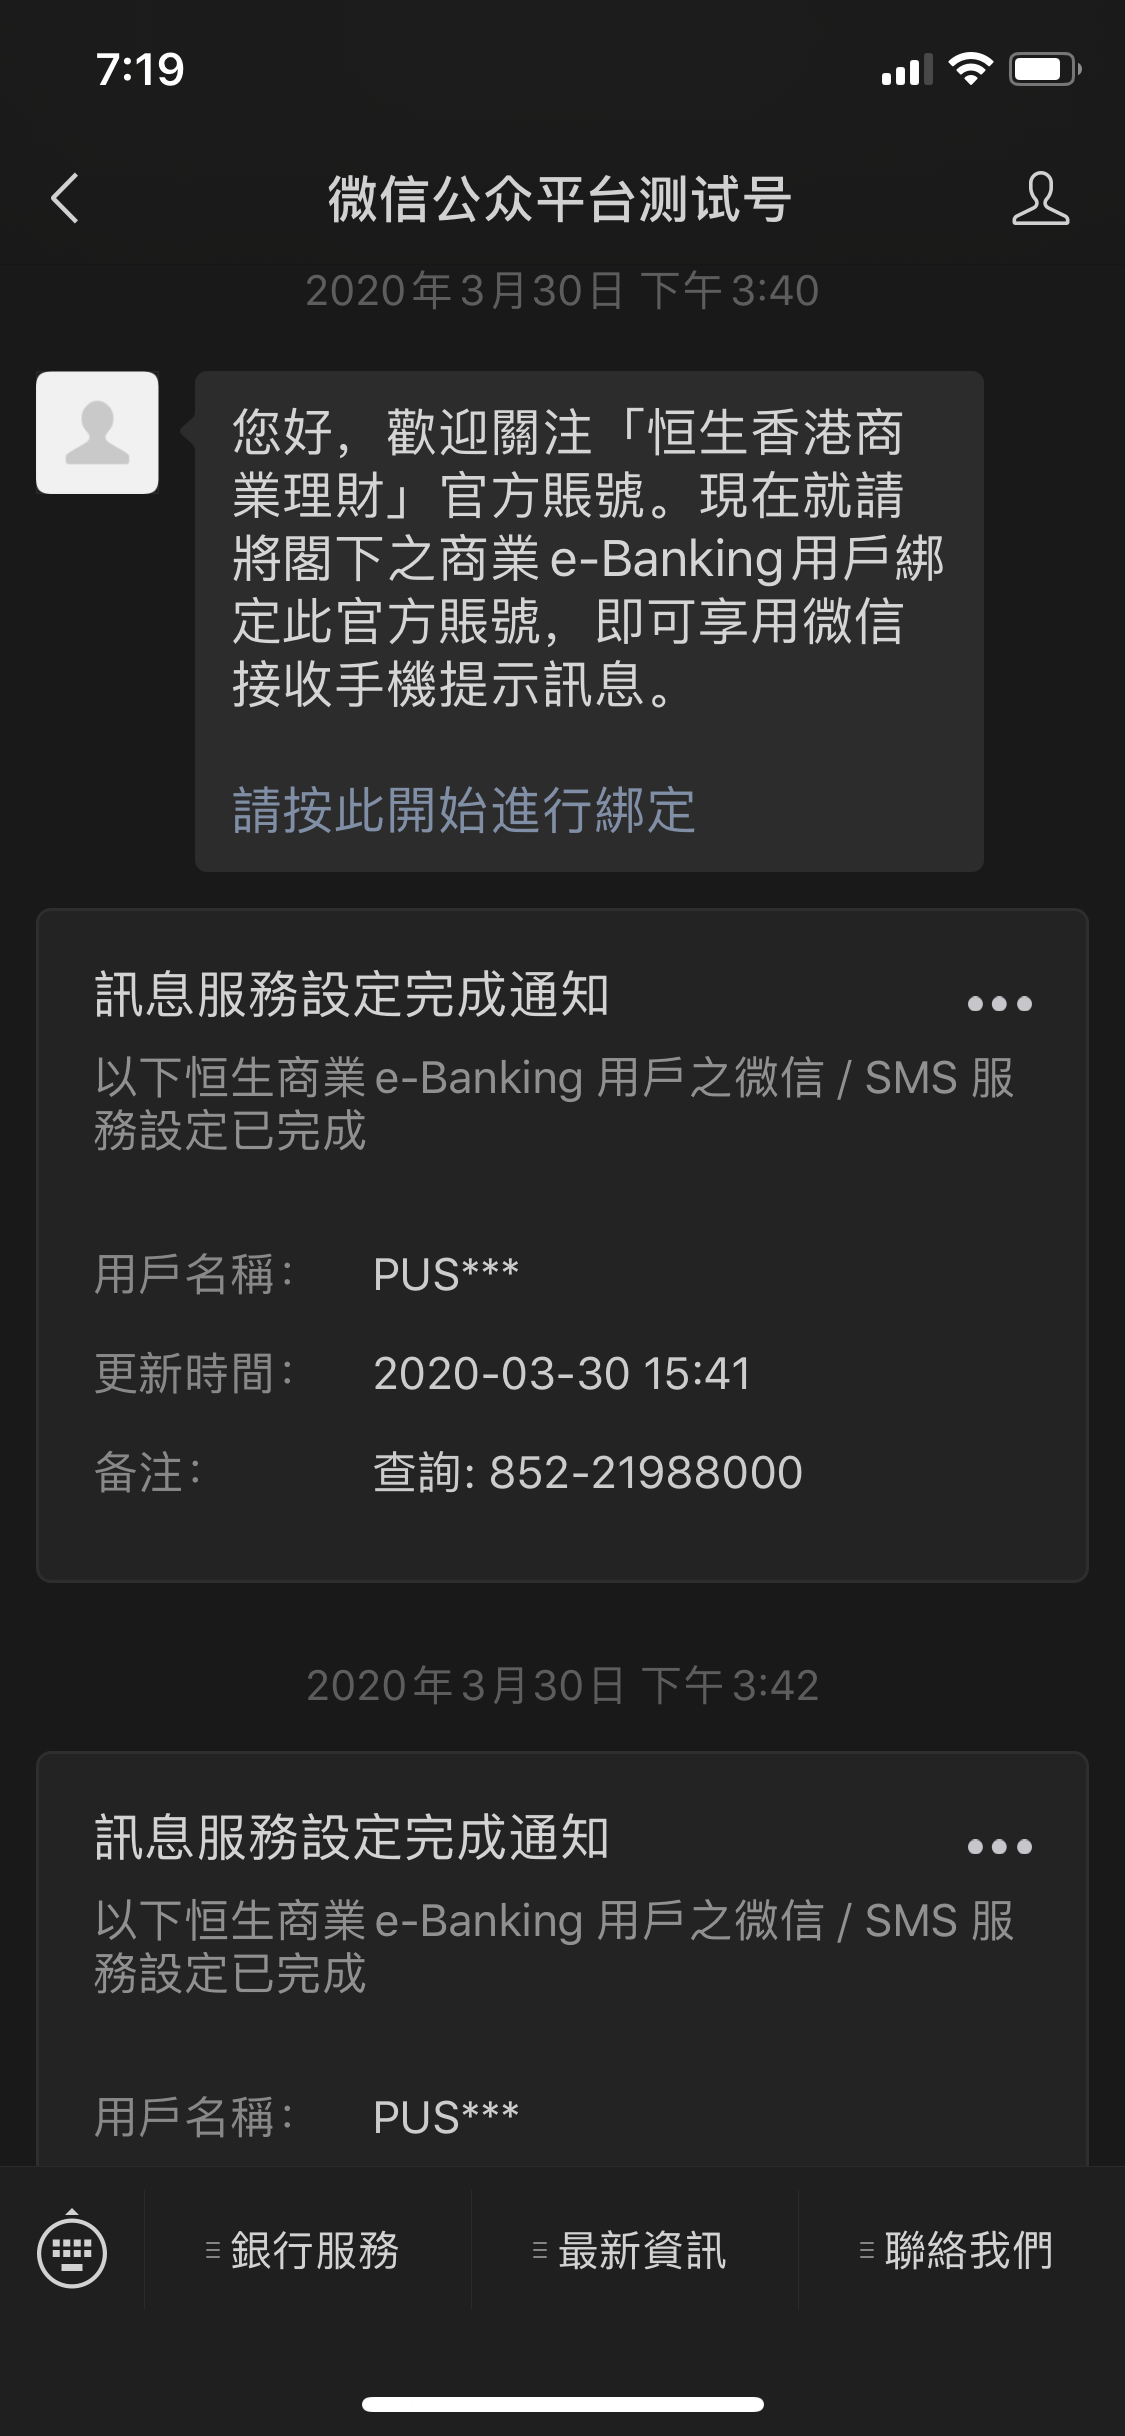 7:19
微信公众平台测试号
2020年3月30日 下午3:40
您好，歡迎關注「恒生香港商
業理財」官方賬號。現在就請
將閣下之商業e-Banking用戶綁
定此官方賬號，即可享用微信
接收手機提示訊息。
請按此開始進行綁定
訊息服務設定完成通知
以下恒生商業e-Banking 用戶之微信 / SMS 服
務設定已完成
用戶名稱： PUS***
更新時間： 2020-03-30 15:41
备注： 查詢: 852-21988000
2020年3月30日 下午3:42
訊息服務設定完成通知
以下恒生商業e-Banking 用戶之微信 / SMS 服
務設定已完成
用戶名稱： PUS***
銀行服務 最新資訊 聯絡我們